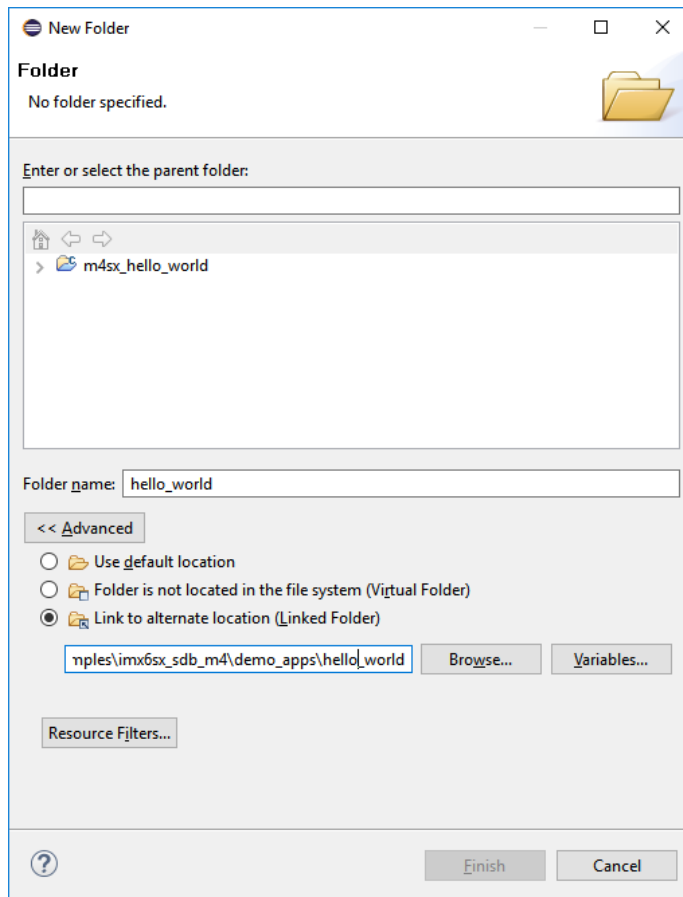 New Folder
Folder
No folder specified.
Enter or select the parent folder:
m4sx_hello_world
Folder name: hello_world
<< Advanced
Use default location
Folder is not located in the file system (Virtual Folder)
Link to alternate location (Linked Folder)
mples\imx6sx_sdb_m4\demo_apps\hello_world Browse... Variables...
Resource Filters...
? Finish Cancel